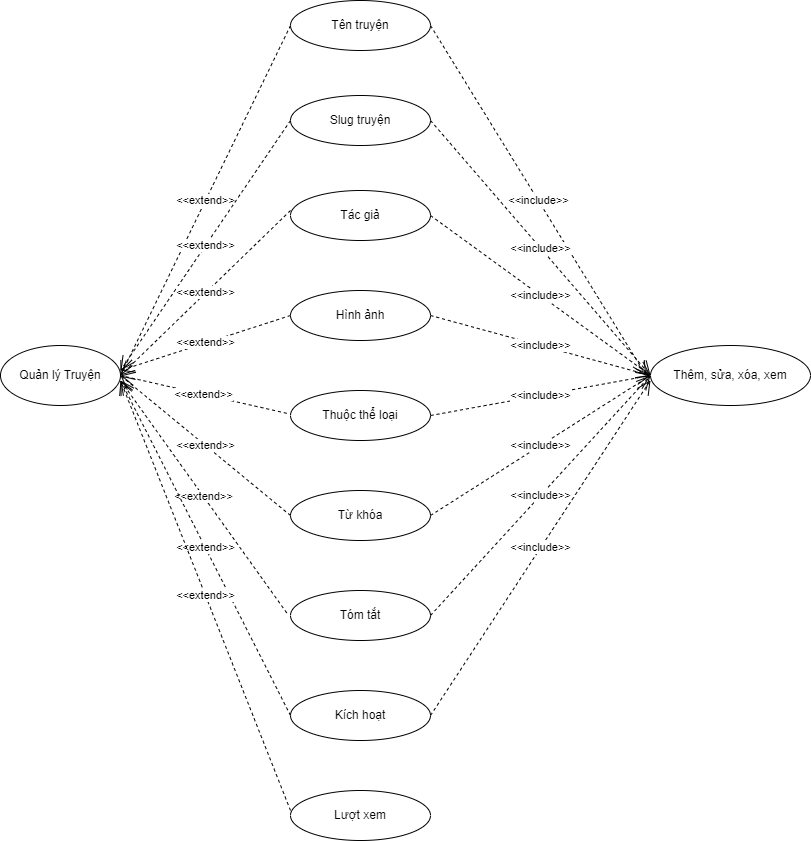 Tên truyện
Slug truyện
<<extend>>
<<include>>
Tác giả
<<extend>>
<<include>>
<<extend>>
<<include>>
Hình ảnh
<<extend>>
<<include>>
Quản lý Truyện
Thêm, sửa, xóa, xem
<<extend>>
<<include>>
Thuộc thể loại
<<extend>>
<<include>>
<<extend>>
<<include>>
Từ khóa
<<extend>>
<<include>>
<<extend>>
Tóm tắt
Kích hoạt
Lượt xem